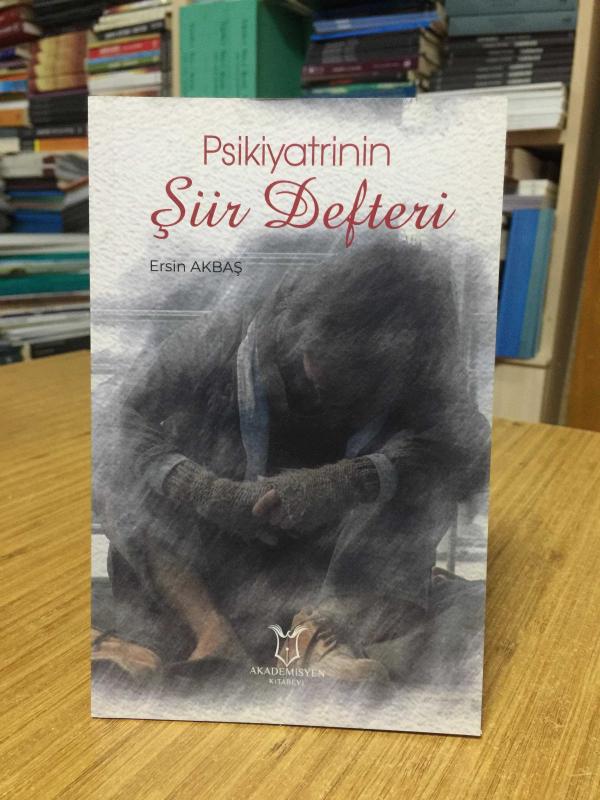 Psikiyatrinin
Şiir Defteri
Ersin AKBAŞ
AKADEMİSYEN
KİTABEVİ